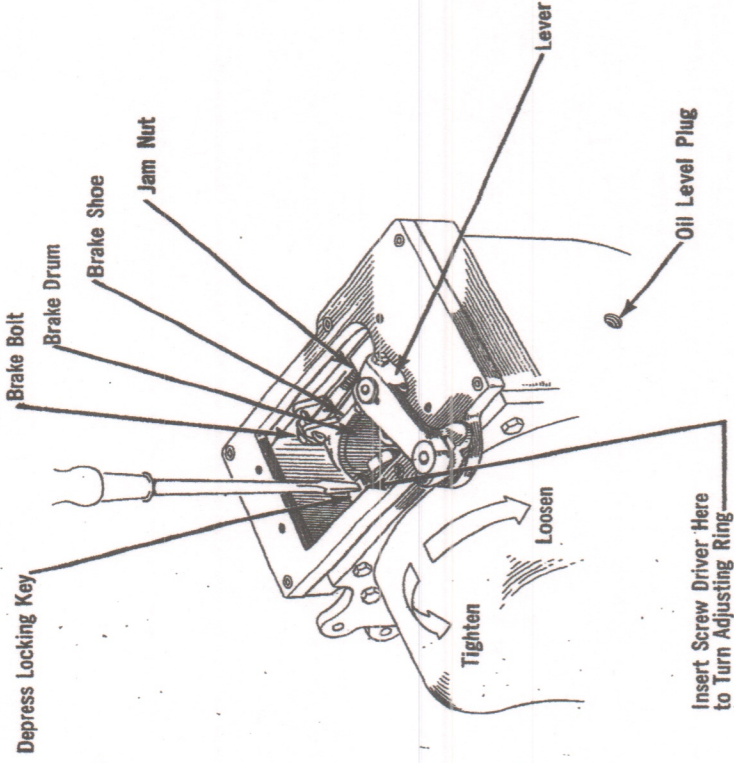 Depress Locking Key
Brake Bolt
Brake Drum
Brake Shoe
Jam Nut
Lever
Oil Level Plug
Tighten
Loosen
Insert Screw Driver Here
to Turn Adjusting Ring